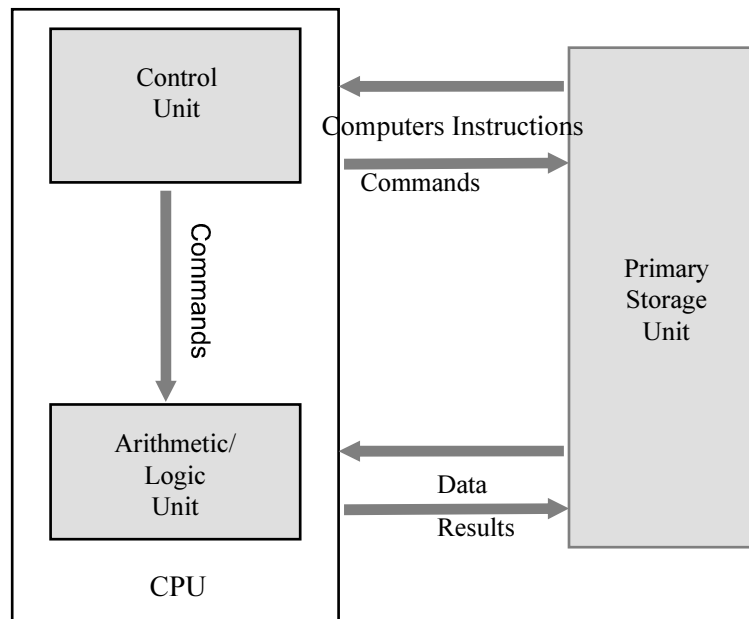 Control
Unit
Computers Instructions
Commands
Commands
Primary
Storage
Unit
Arithmetic/
Logic
Unit
Data
Results
CPU